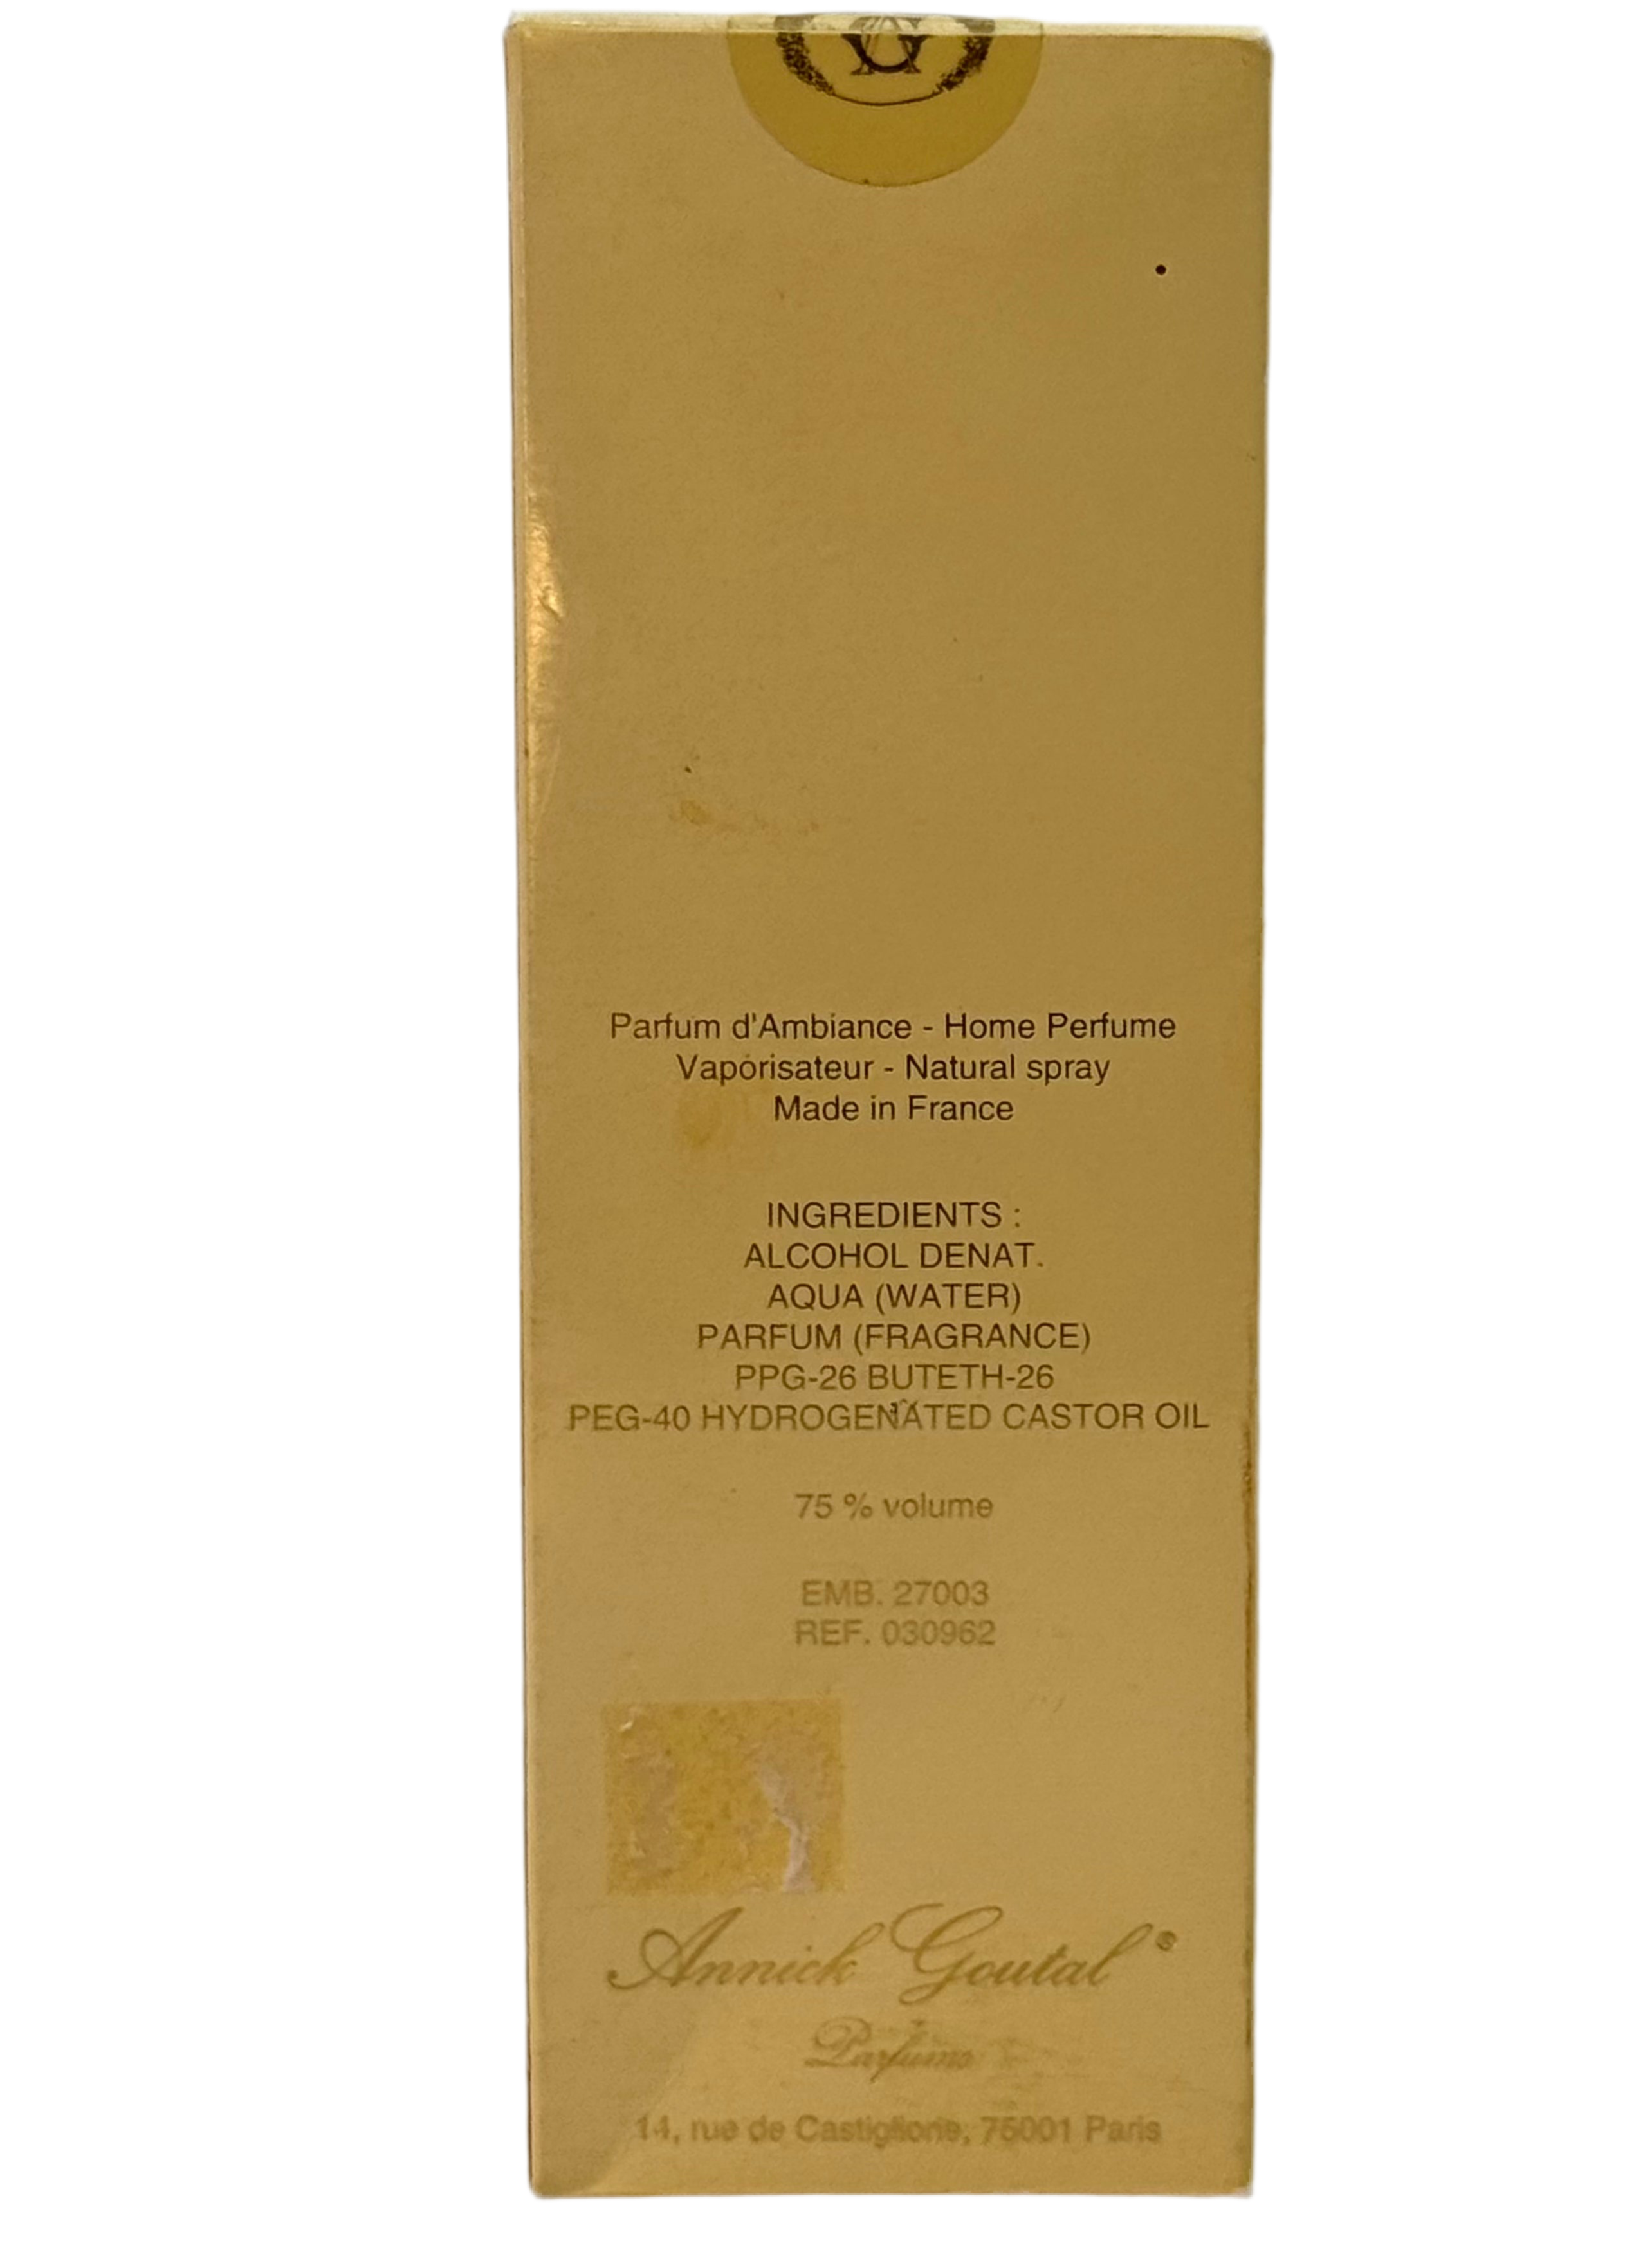 AG
Parfum d'Ambiance - Home Perfume
Vaporisateur - Natural spray
Made in France
INGREDIENTS :
ALCOHOL DENAT.
AQUA (WATER)
PARFUM (FRAGRANCE)
PPG-26 BUTETH-26
PEG-40 HYDROGENATED CASTOR OIL
75 % volume
EMB. 27003
REF. 030962
Annick Goutal ®
Parfums
14, rue de Castiglione, 75001 Paris